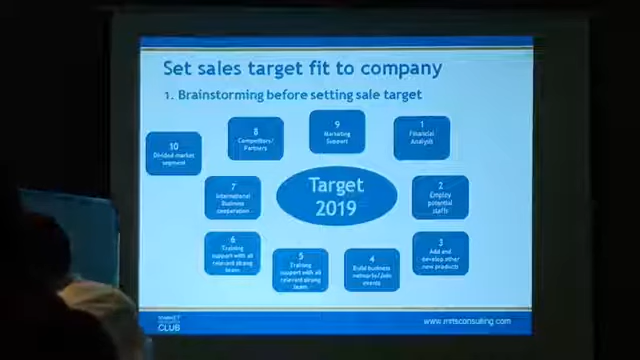 Set sales target fit to company
1. Brainstorming before setting sale target
10
Divided market
segment
8
Competitors/
Partners
9
Marketing
Support
1
Financial
Analysis
7
International
Business
cooperation
Target
2019
2
Employ
potential
staffs
6
Training
support with all
relevant strong
team
5
Training
support with all
relevant strong
team
4
Build business
network/Join
events
3
Add and
develop other
new products
CLUB
www.mttsconsulting.com